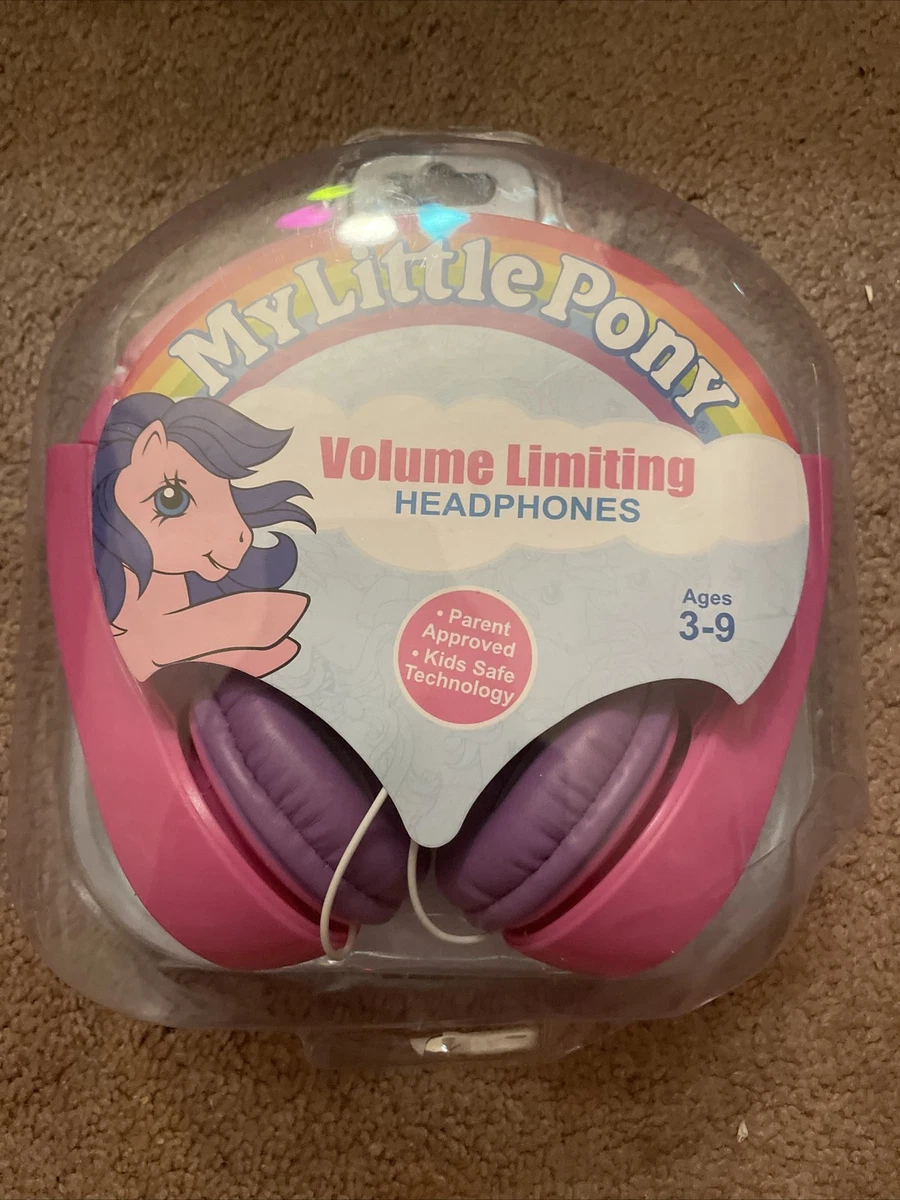 My Little Pony®
Volume Limiting
HEADPHONES
Ages
3-9
• Parent
Approved
• Kids Safe
Technology